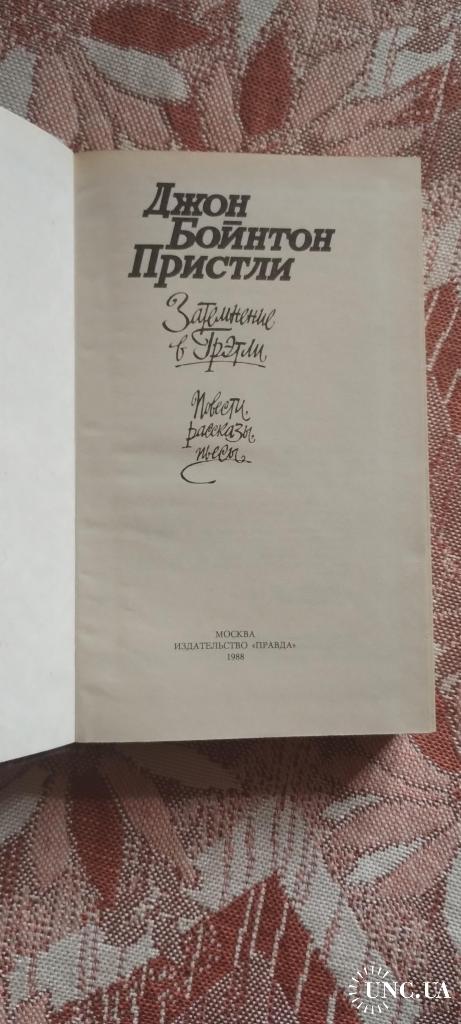 Джон
Бойнтон
Пристли
Затемнение
в Грэтли
Повести.
рассказы.
пьесы.
МОСКВА
ИЗДАТЕЛЬСТВО «ПРАВДА»
1988
UNC.UA